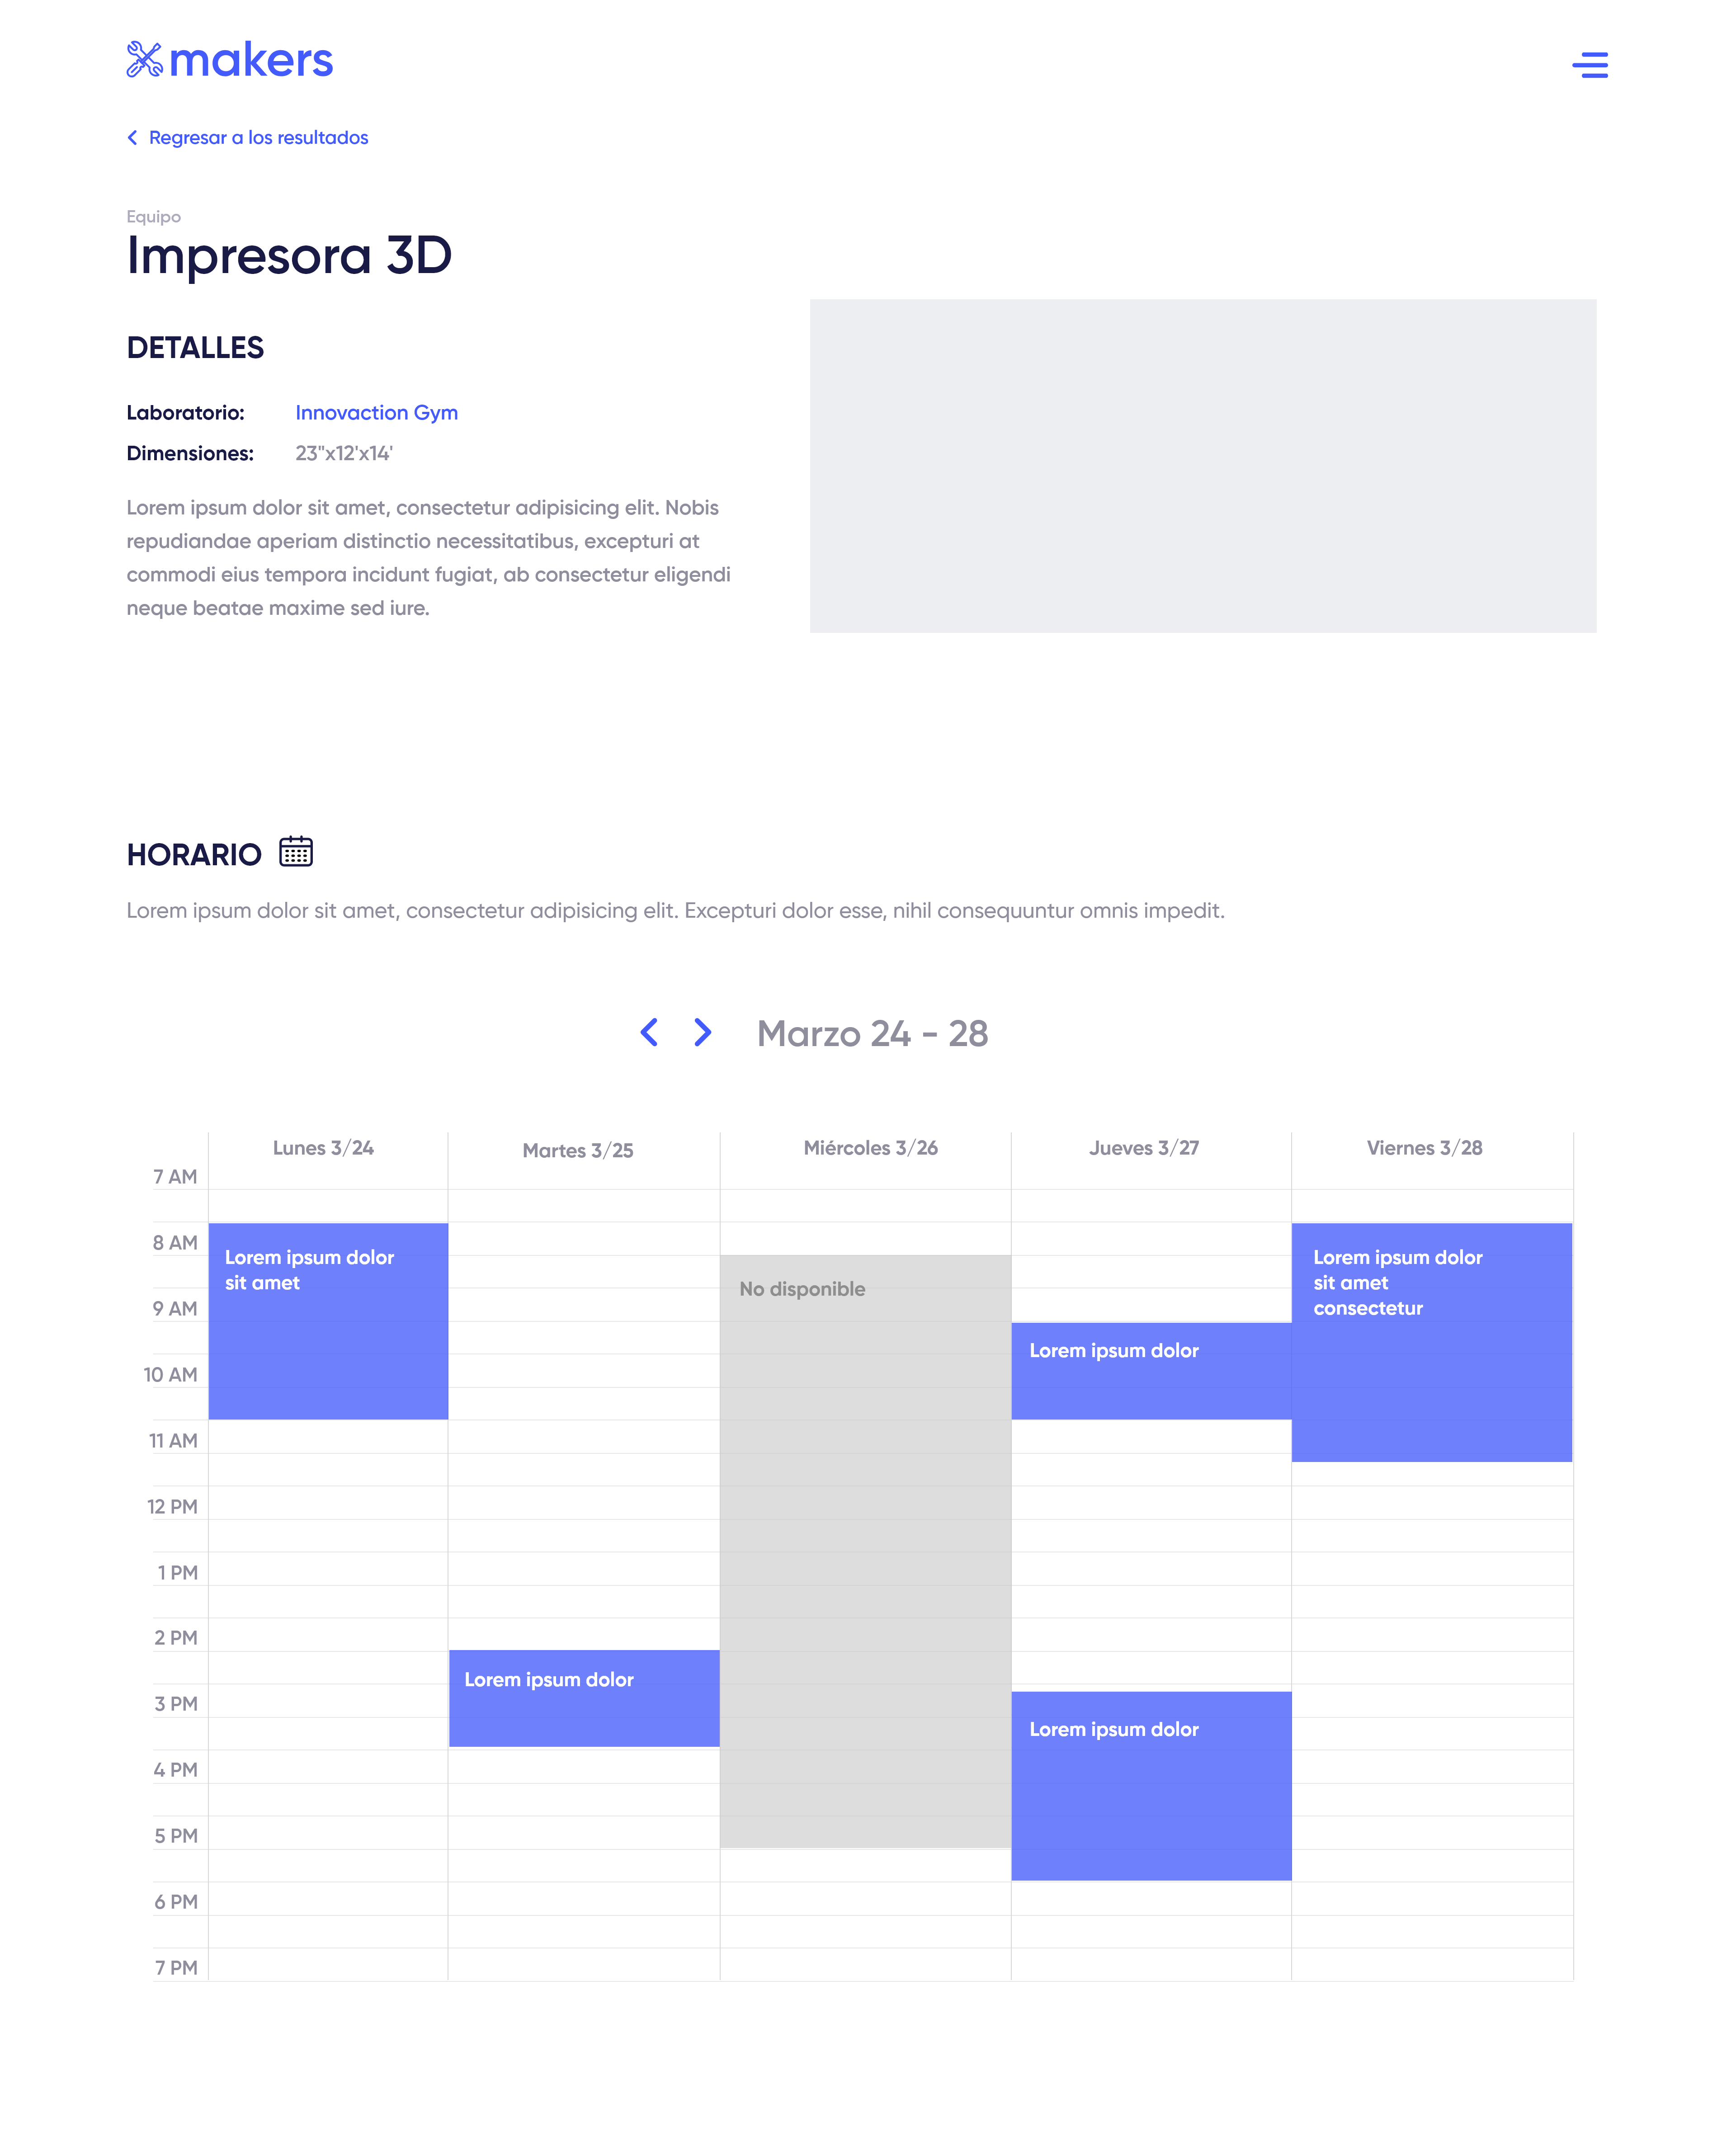 makers
Regresar a los resultados
Equipo
Impresora 3D
DETALLES
Laboratorio: Innovaction Gym
Dimensiones: 23"x12'x14'
Lorem ipsum dolor sit amet, consectetur adipisicing elit. Nobis
repudiandae aperiam distinctio necessitatibus, excepturi at
commodi eius tempora incidunt fugiat, ab consectetur eligendi
neque beatae maxime sed iure.
HORARIO
Lorem ipsum dolor sit amet, consectetur adipisicing elit. Excepturi dolor esse, nihil consequuntur omnis impedit.
Marzo 24 - 28
Lunes 3/24 Martes 3/25 Miércoles 3/26 Jueves 3/27 Viernes 3/28
7 AM
8 AM
Lorem ipsum dolor
sit amet
No disponible
Lorem ipsum dolor
sit amet
consectetur
9 AM
Lorem ipsum dolor
10 AM
11 AM
12 PM
1 PM
2 PM
Lorem ipsum dolor
3 PM
Lorem ipsum dolor
4 PM
5 PM
6 PM
7 PM